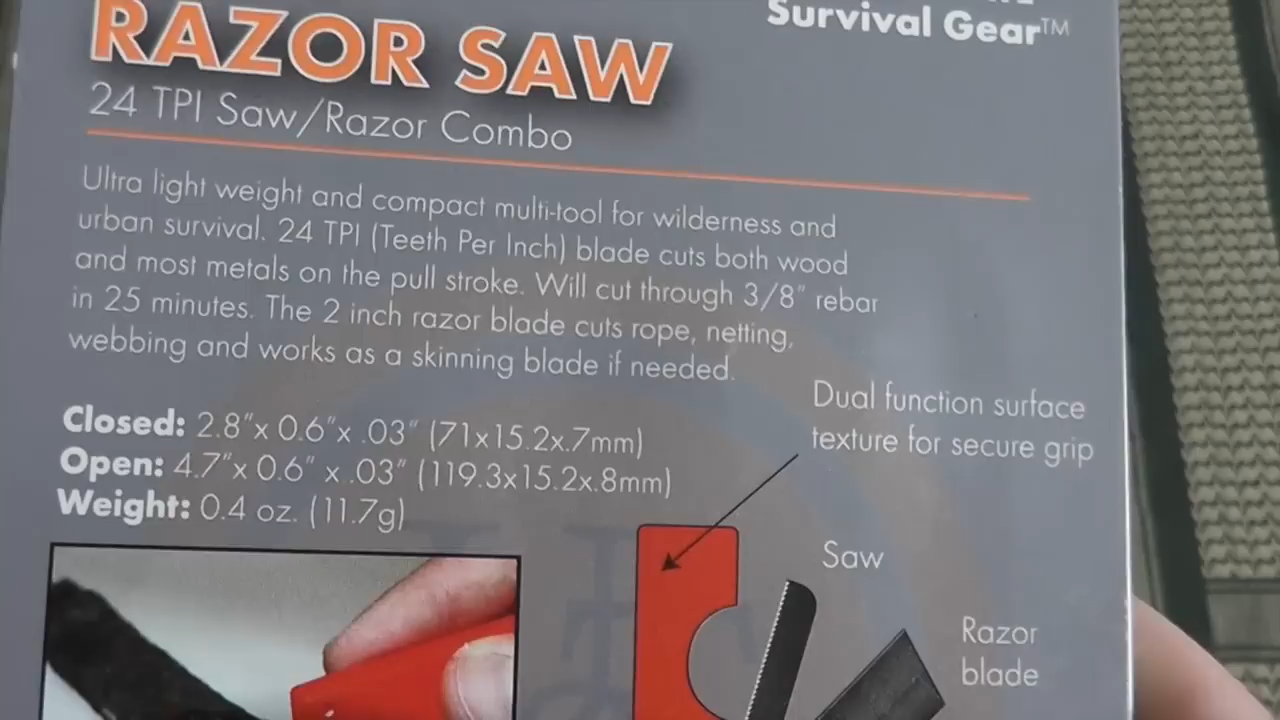 RAZOR SAW
Survival Gear™
24 TPI Saw/Razor Combo
Ultra light weight and compact multi-tool for wilderness and
urban survival. 24 TPI (Teeth Per Inch) blade cuts both wood
and most metals on the pull stroke. Will cut through 3/8" rebar
in 25 minutes. The 2 inch razor blade cuts rope, netting,
webbing and works as a skinning blade if needed.
Closed: 2.8"x 0.6"x .03" (71x15.2x.7mm)
Open: 4.7"x 0.6" x .03" (119.3x15.2x.8mm)
Weight: 0.4 oz. (11.7g)
Dual function surface
texture for secure grip
Saw
Razor
blade